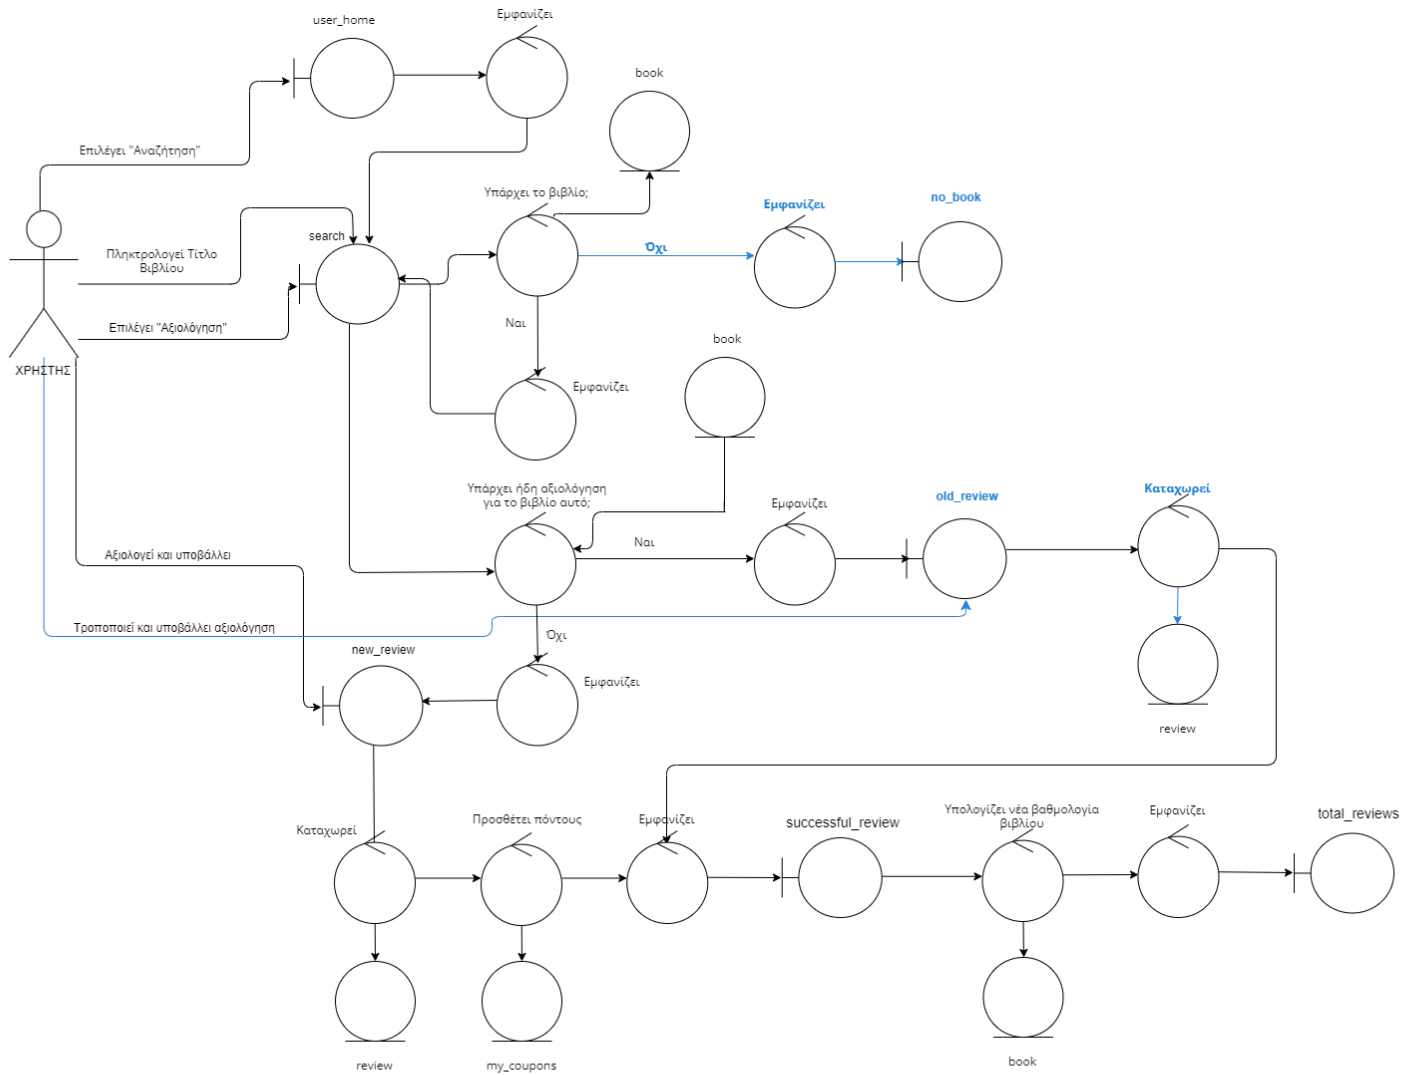 user_home
Εμφανίζει
book
Επιλέγει "Αναζήτηση"
Υπάρχει το βιβλίο;
Εμφανίζει
no_book
search
Πληκτρολογεί Τίτλο
Βιβλίου
Όχι
Επιλέγει "Αξιολόγηση"
Ναι
book
ΧΡΗΣΤΗΣ
Εμφανίζει
Υπάρχει ήδη αξιολόγηση
για το βιβλίο αυτό;
Εμφανίζει
old_review
Καταχωρεί
Ναι
Αξιολογεί και υποβάλλει
Τροποποιεί και υποβάλλει αξιολόγηση
Όχι
new_review
Εμφανίζει
review
Καταχωρεί
Προσθέτει πόντους
Εμφανίζει
successful_review
Υπολογίζει νέα βαθμολογία
βιβλίου
Εμφανίζει
total_reviews
review
my_coupons
book